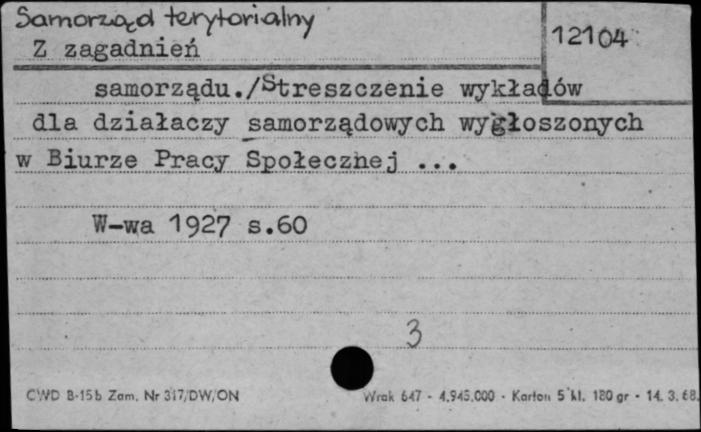 Samorząd terytorialny
Z zagadnień
12104
samorządu./Streszczenie wykładów
dla działaczy samorządowych wygłoszonych
w Biurze Pracy Społecznej ...
W-wa 1927 s.60
3
CWD B-15b Zam. Nr 317/DW/ON
Wrak 647 - 4.945.000 - Karton 5 kl. 180 gr - 14. 3. 68.